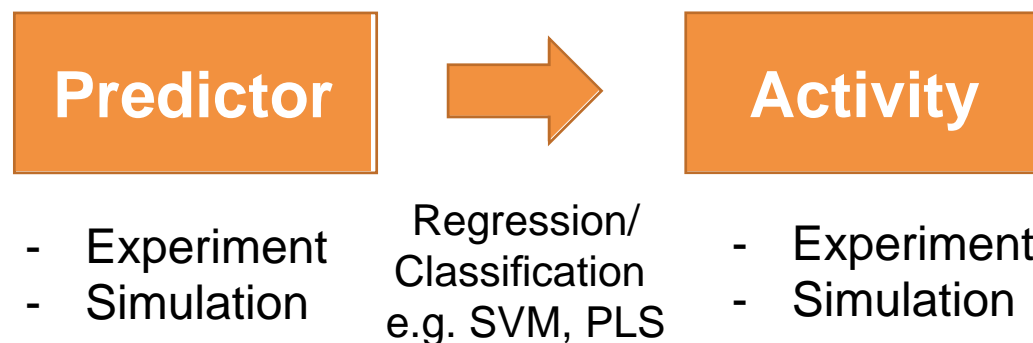 Predictor
Activity
- Experiment
- Simulation
Regression/
Classification
e.g. SVM, PLS
- Experiment
- Simulation